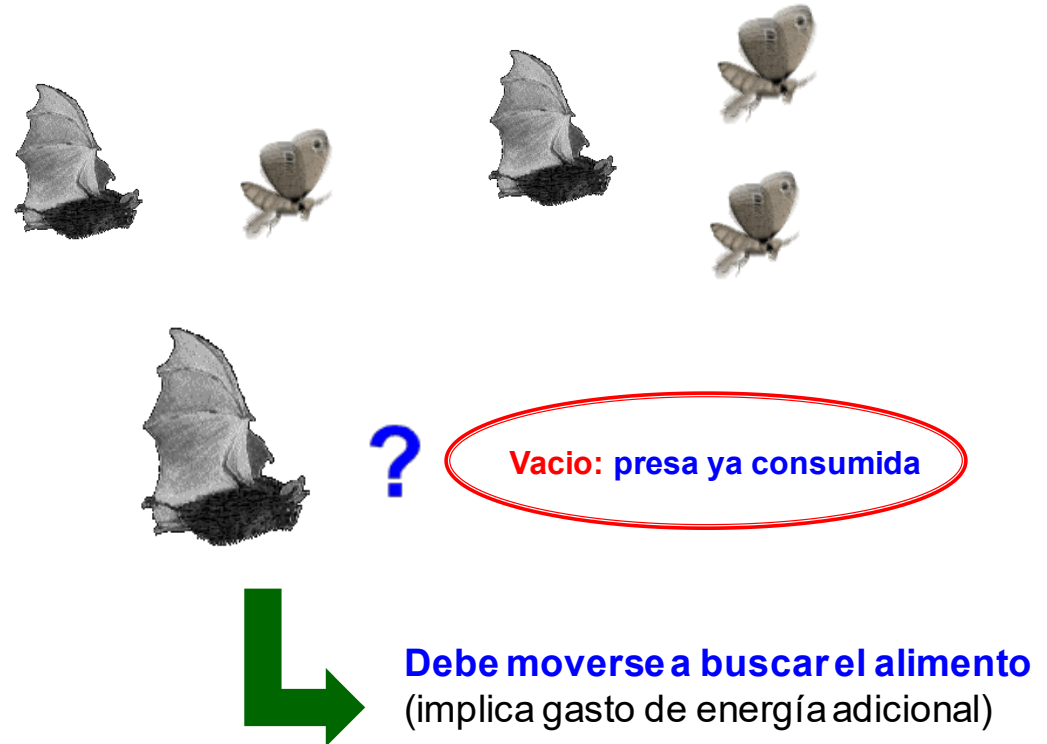 ?
Vacio: presa ya consumida
Debe moverse a buscar el alimento
(implica gasto de energía adicional)